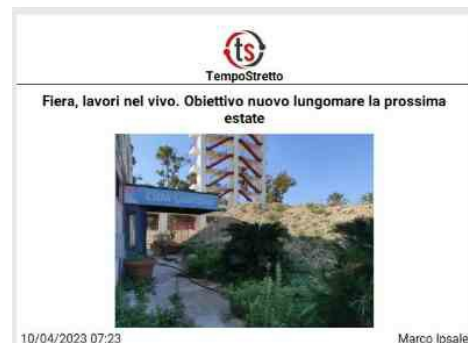 ts
TempoStretto
Fiera, lavori nel vivo. Obiettivo nuovo lungomare la prossima
estate
10/04/2023 07:23
Marco Ipsale